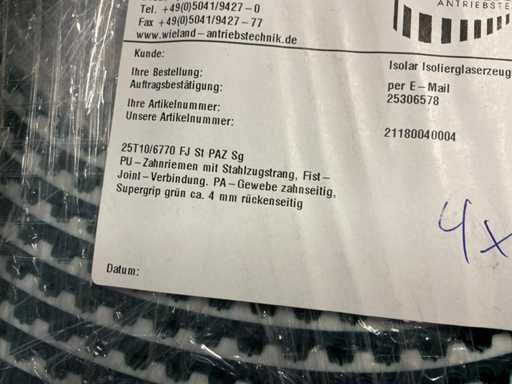 Tel. +49(0)5041/9427-0
Fax +49(0)5041/9427-77
www.wieland-antriebstechnik.de
ANTRIEBSTE
Kunde: Isolar Isolierglaserzeug
Ihre Bestellung: per E-Mail
Auftragsbestätigung: 25306578
Ihre Artikelnummer:
Unsere Artikelnummer: 21180040004
25T10/6770 FJ St PAZ Sg
PU-Zahnriemen mit Stahlzugstrang, Fist-
Joint-Verbindung. PA-Gewebe zahnseitig,
Supergrip grün ca. 4 mm rückenseitig
4x
Datum: